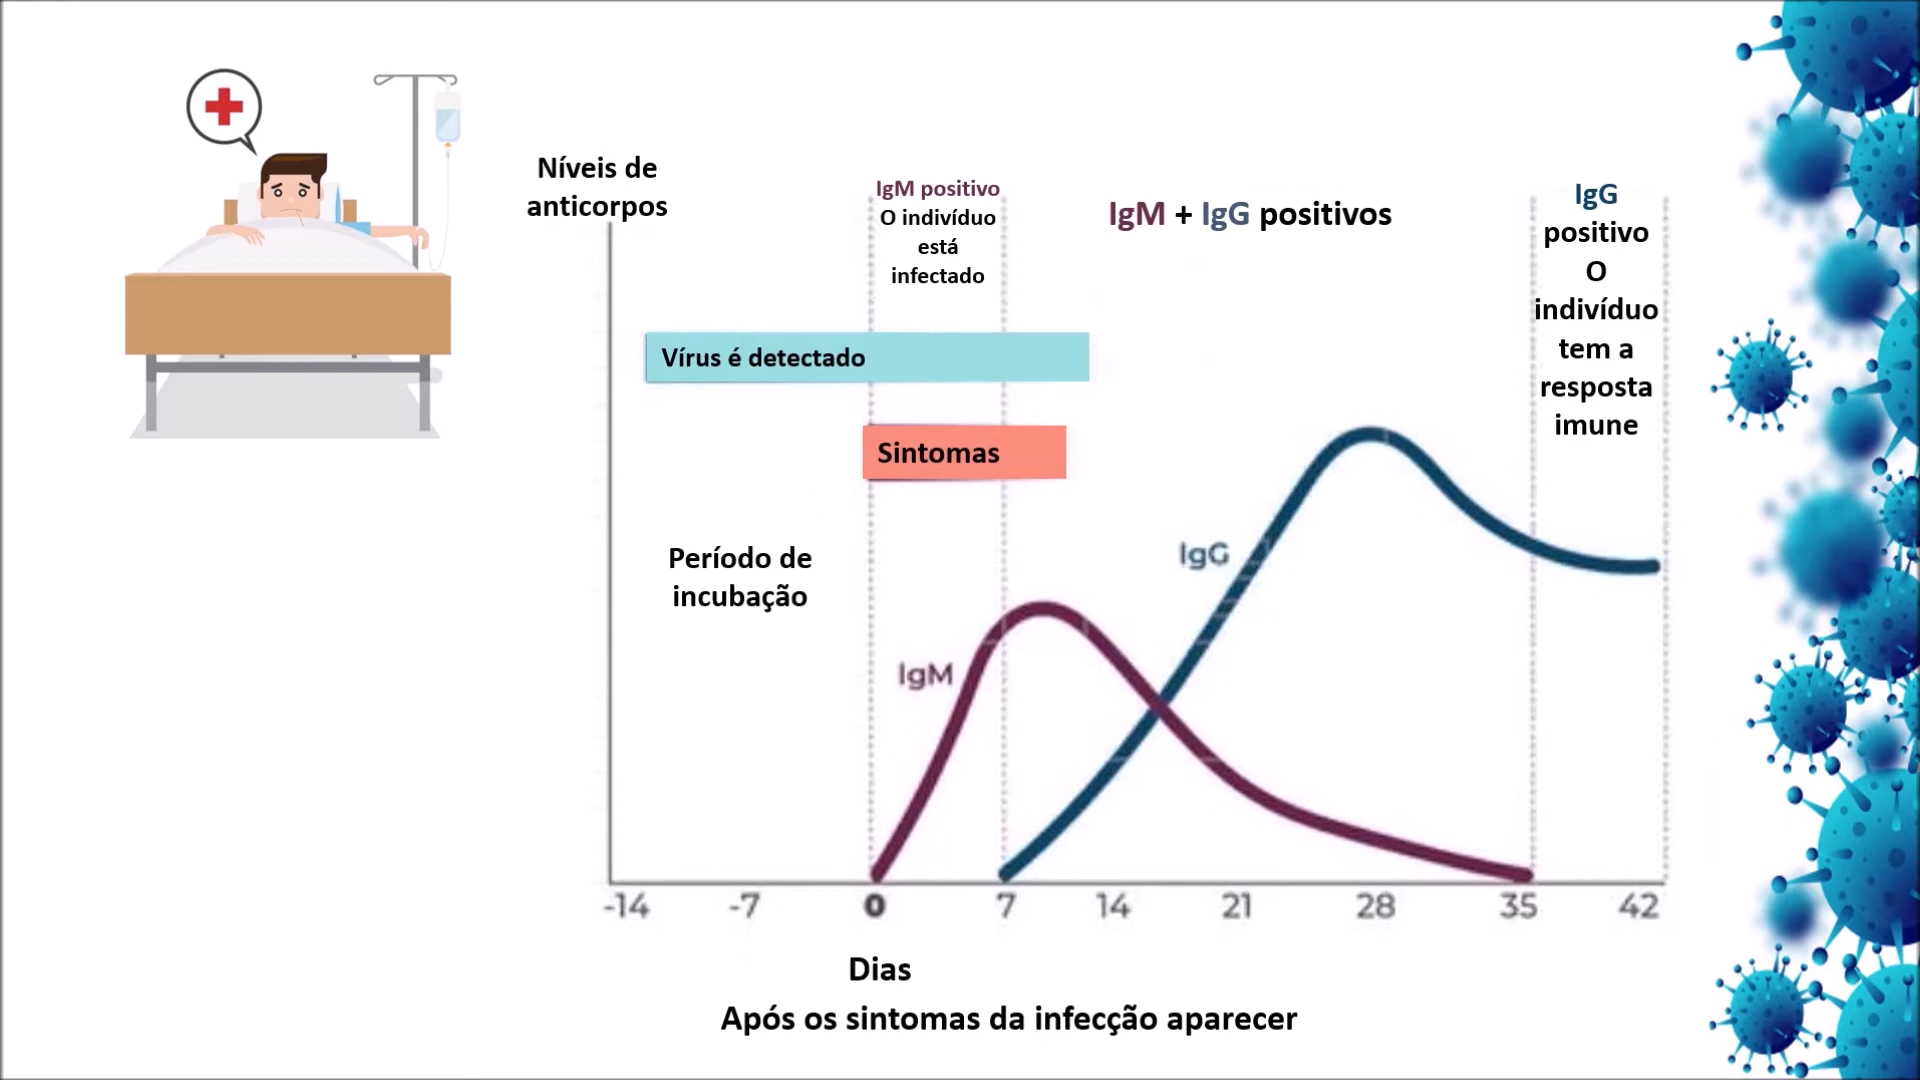 Níveis de
anticorpos
IgM positivo
O indivíduo
está
infectado
IgM + IgG positivos
IgG
positivo
O
indivíduo
tem a
resposta
imune
Vírus é detectado
Sintomas
Período de
incubação
IgG
IgM
-14 -7 0 7 14 21 28 35 42
Dias
Após os sintomas da infecção aparecer